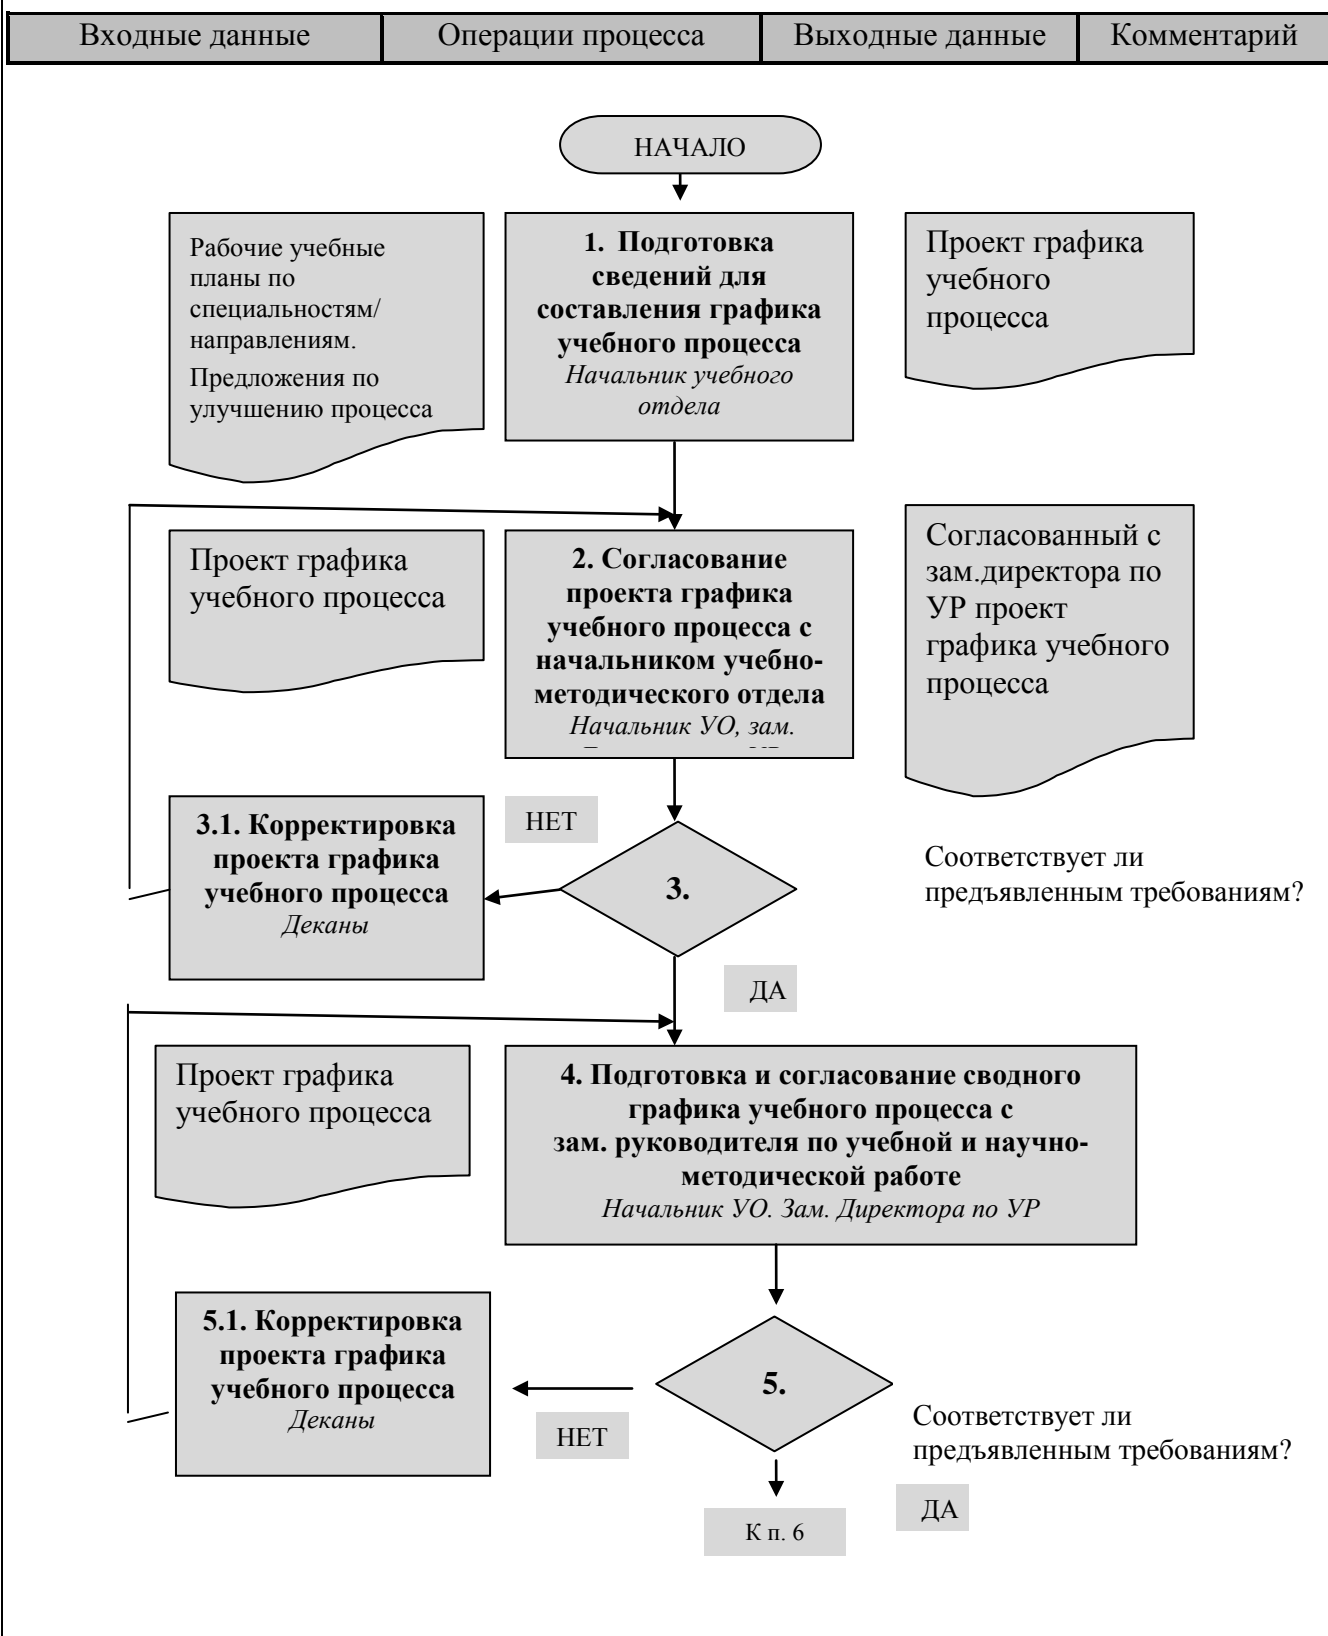 Входные данные
Операции процесса
Выходные данные
Комментарий
НАЧАЛО
Рабочие учебные
планы по
специальностям/
направлениям.
Предложения по
улучшению процесса
1. Подготовка
сведений для
составления графика
учебного процесса
Начальник учебного
отдела
Проект графика
учебного
процесса
Проект графика
учебного процесса
2. Согласование
проекта графика
учебного процесса с
начальником учебно-
методического отдела
Начальник УО, зам.
Согласованный с
зам.директора по
УР проект
графика учебного
процесса
3.1. Корректировка
проекта графика
учебного процесса
Деканы
НЕТ
3.
Соответствует ли
предъявленным требованиям?
ДА
Проект графика
учебного процесса
4. Подготовка и согласование сводного
графика учебного процесса с
зам. руководителя по учебной и научно-
методической работе
Начальник УО. Зам. Директора по УР
5.1. Корректировка
проекта графика
учебного процесса
Деканы
НЕТ
5.
Соответствует ли
предъявленным требованиям?
ДА
К п. 6